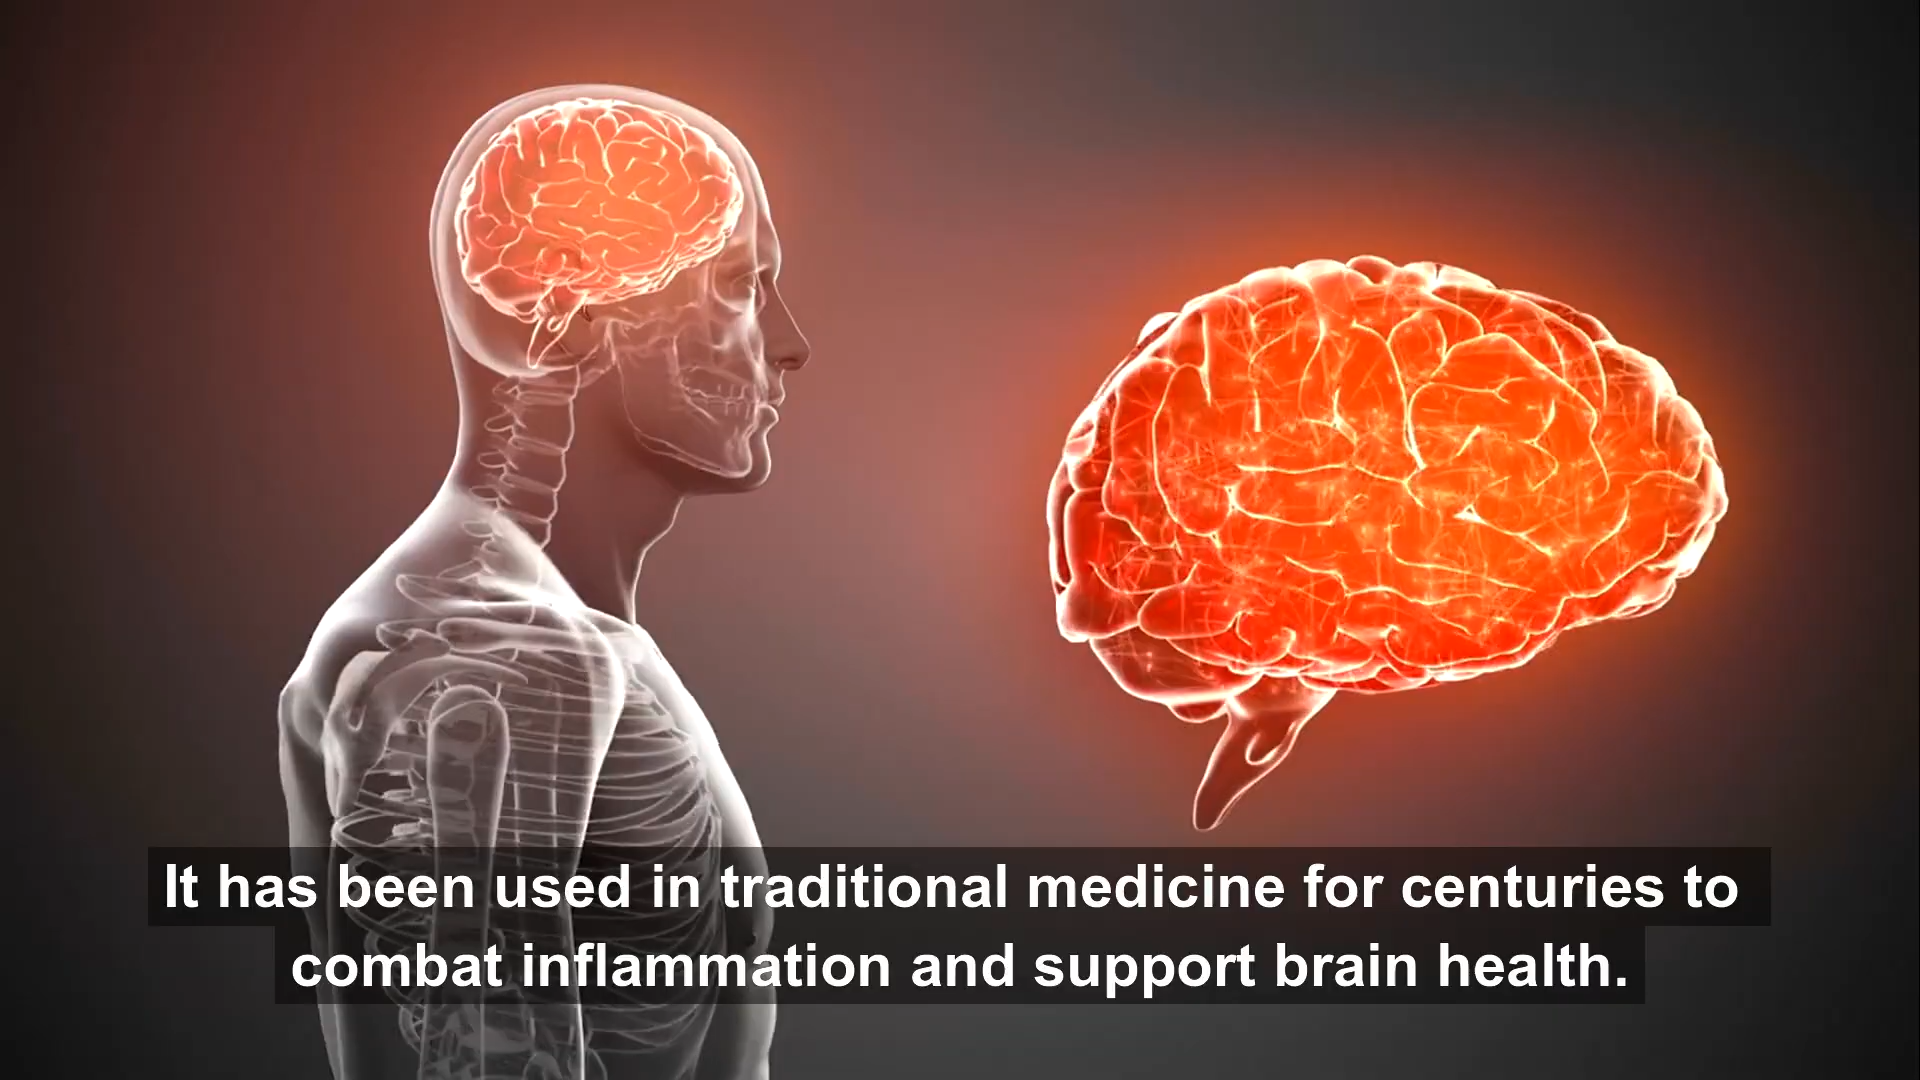 It has been used in traditional medicine for centuries to
combat inflammation and support brain health.